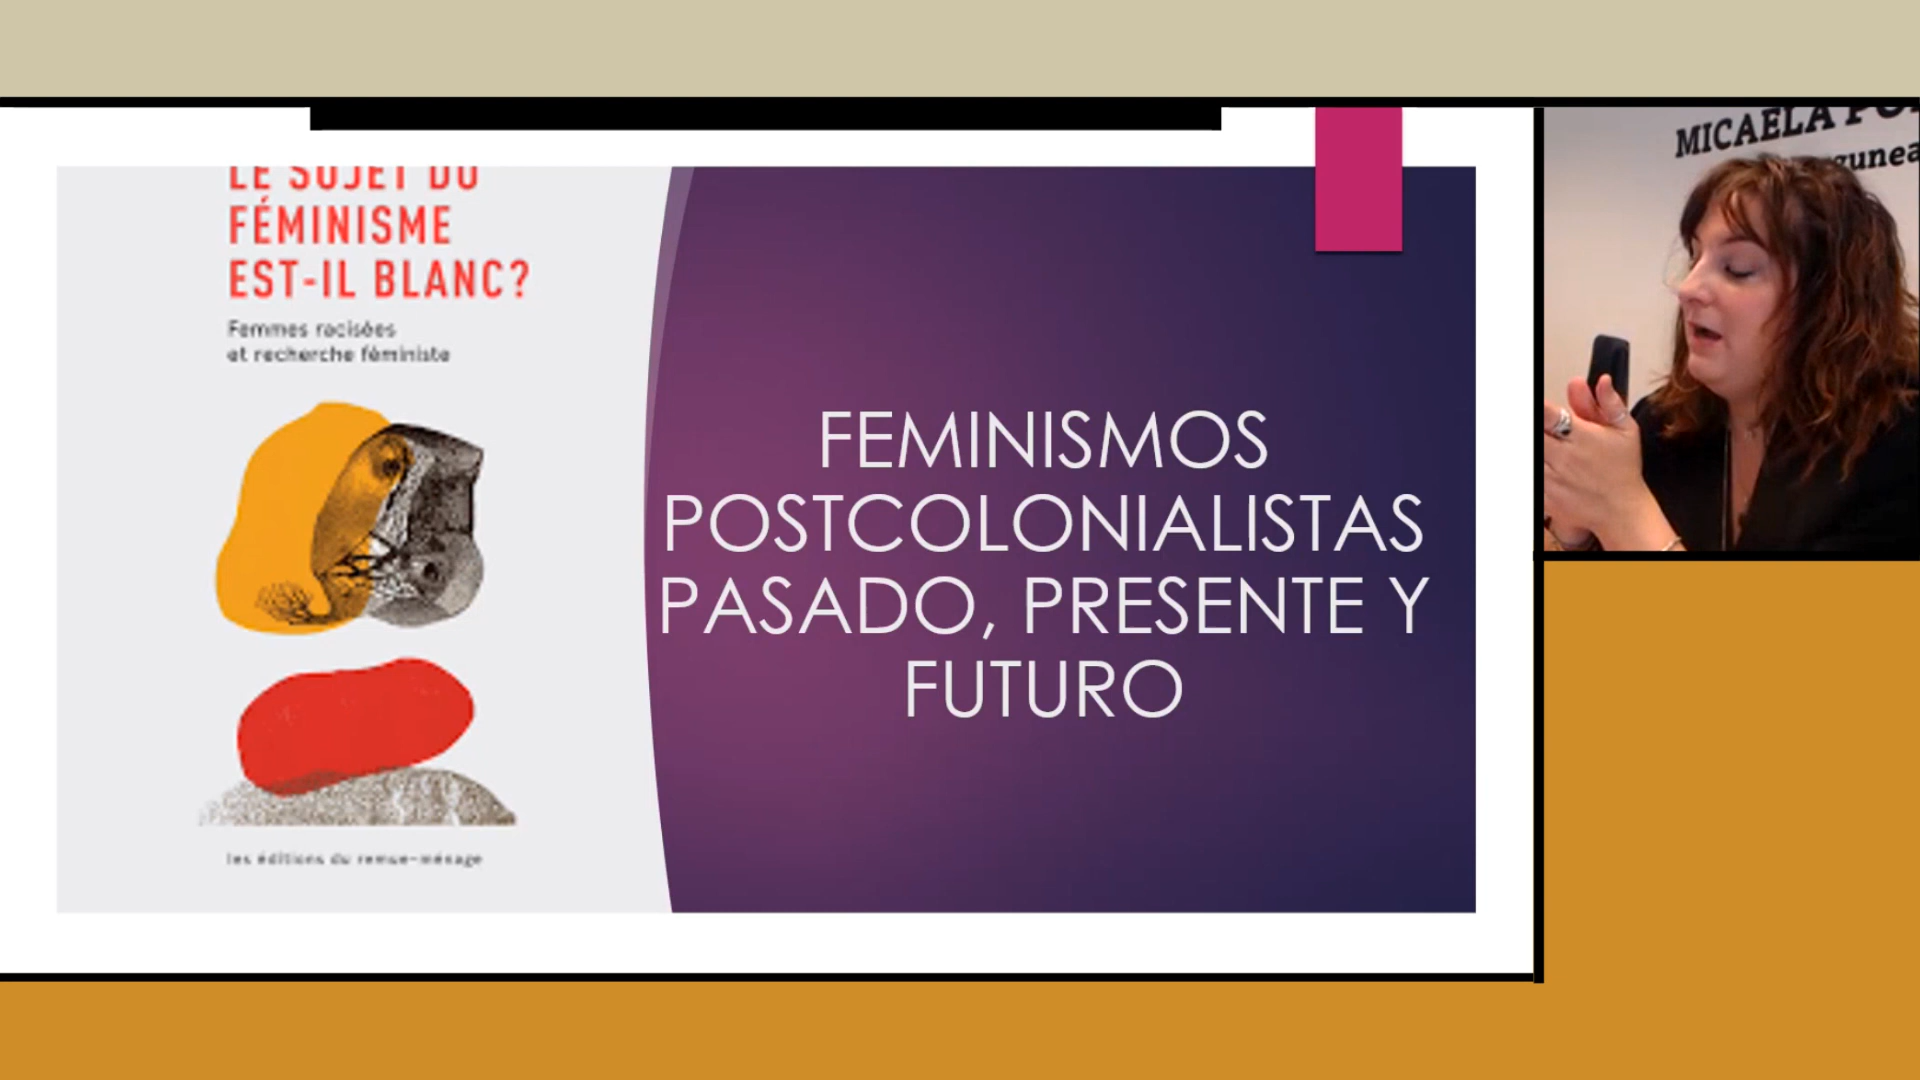 LE SUJET DU
FÉMINISME
EST-IL BLANC?
Femmes racisées
et recherche féministe
les éditions du remue-ménage
FEMINISMOS
POSTCOLONIALISTAS
PASADO, PRESENTE Y
FUTURO
MICAELA